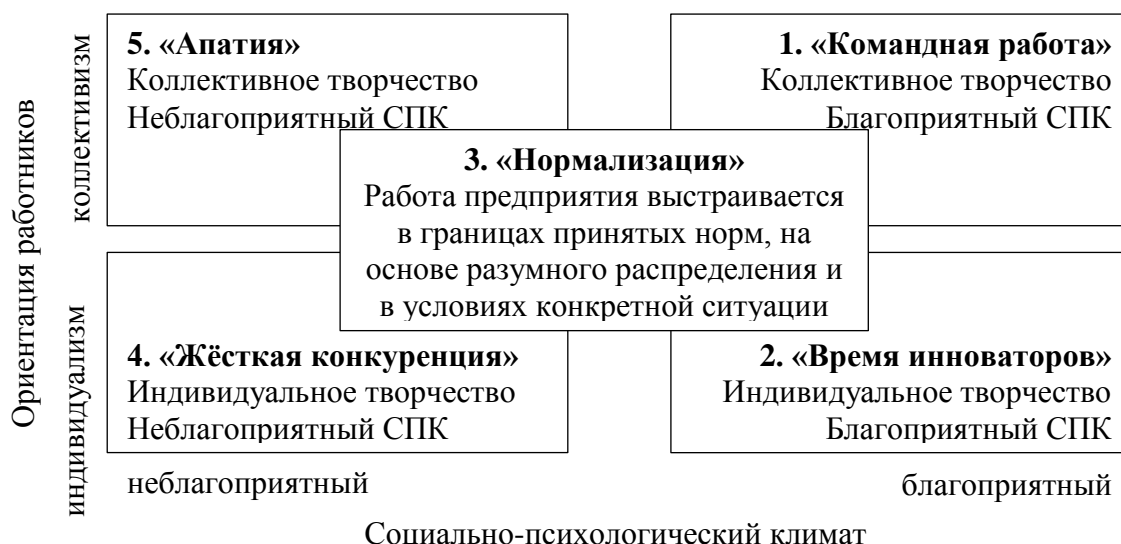 Ориентация работников
коллективизм
индивидуализм
5. «Апатия»
Коллективное творчество
Неблагоприятный СПК
1. «Командная работа»
Коллективное творчество
Благоприятный СПК
3. «Нормализация»
Работа предприятия выстраивается
в границах принятых норм, на
основе разумного распределения и
в условиях конкретной ситуации
4. «Жёсткая конкуренция»
Индивидуальное творчество
Неблагоприятный СПК
2. «Время инноваторов»
Индивидуальное творчество
Благоприятный СПК
неблагоприятный
благоприятный
Социально-психологический климат